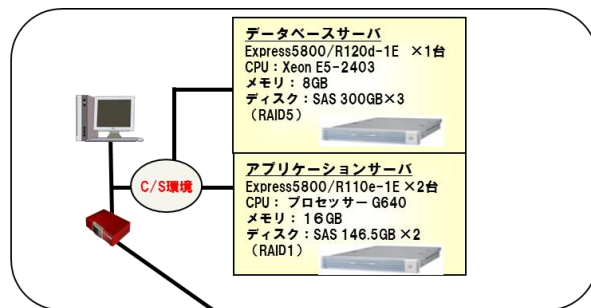 データベースサーバ
Express5800/R120d-1E ×1台
CPU：Xeon E5-2403
メモリ：8GB
ディスク：SAS 300GB×3
（RAID5）
C/S環境
アプリケーションサーバ
Express5800/R110e-1E ×2台
CPU： プロセッサー G640
メモリ：16GB
ディスク：SAS 146.5GB ×2
（RAID1）